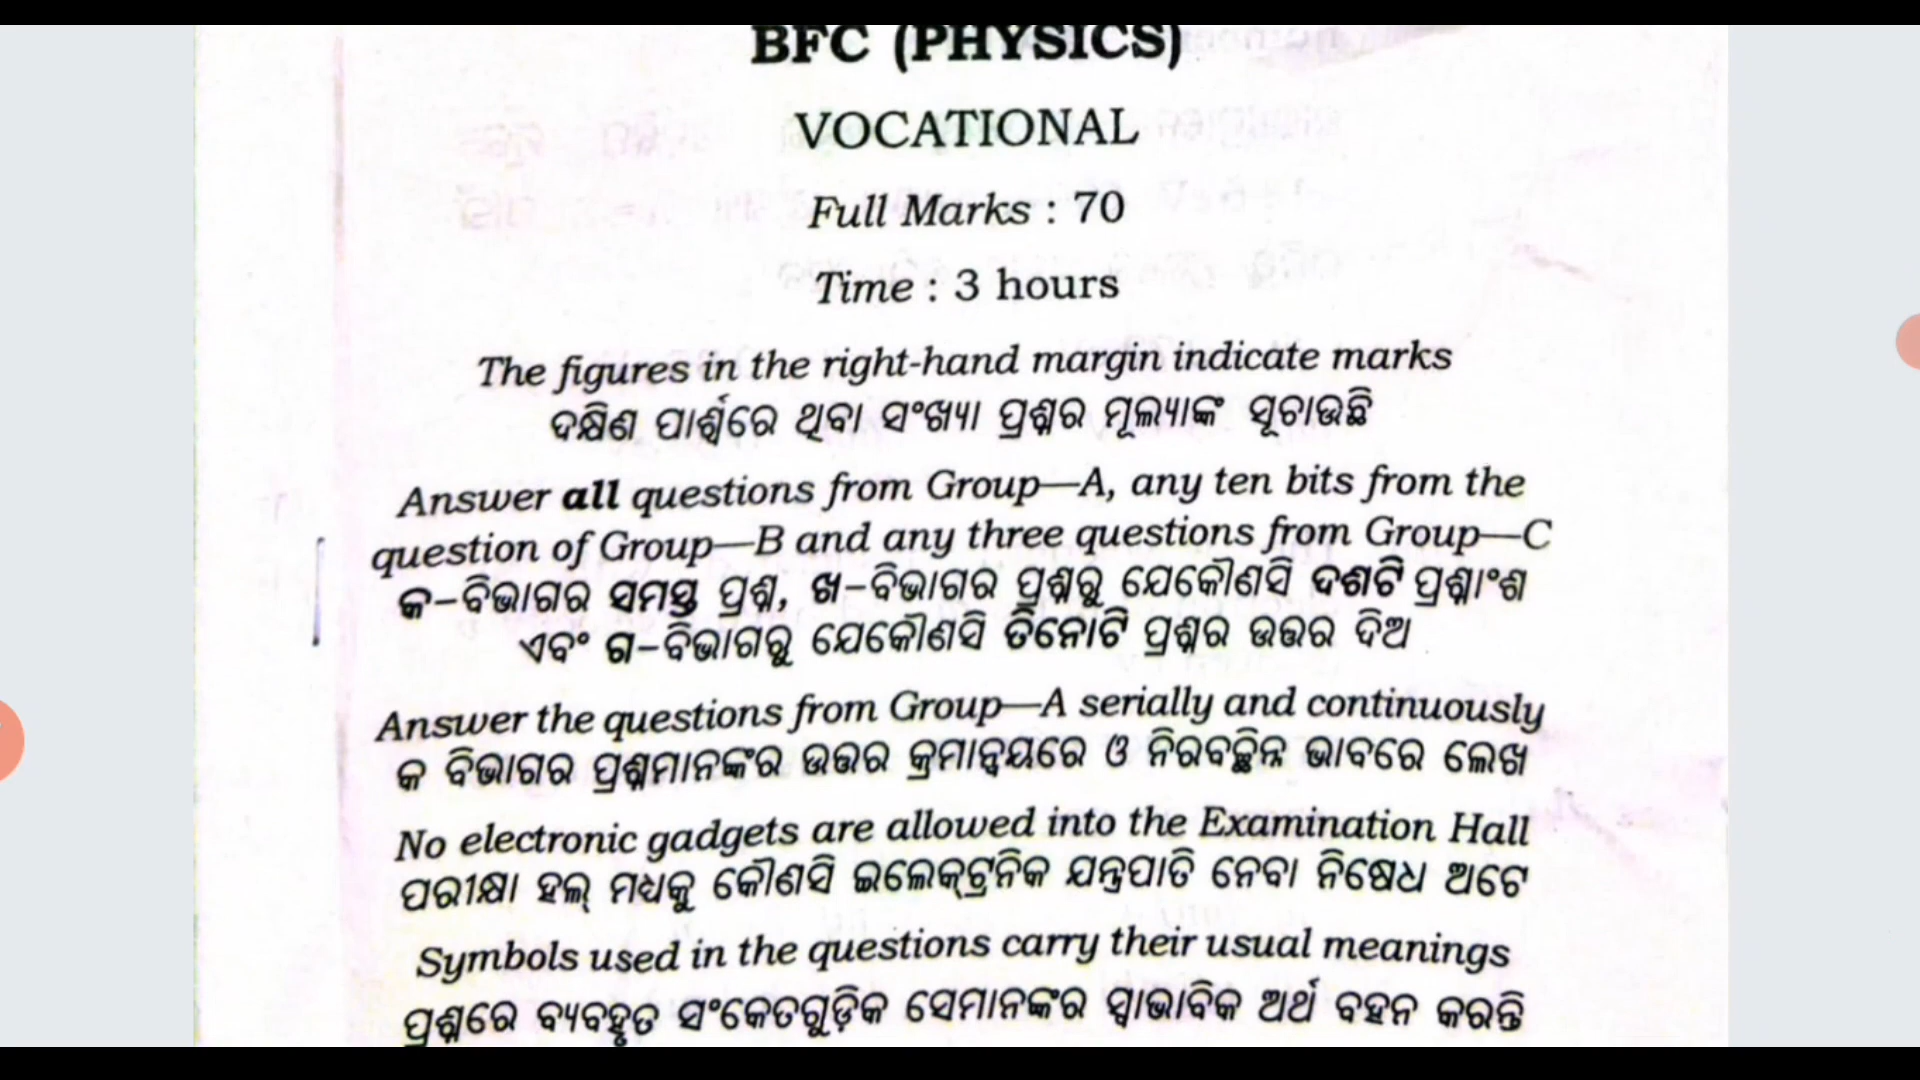 BFC (PHYSICS)
VOCATIONAL
Full Marks : 70
Time : 3 hours
The figures in the right-hand margin indicate marks
ଦକ୍ଷିଣ ପାର୍ଶ୍ୱରେ ଥିବା ସଂଖ୍ୟା ପ୍ରଶ୍ନର ମୂଲ୍ୟାଙ୍କ ସୂଚାଉଛି
Answer all questions from Group—A, any ten bits from the
question of Group—B and any three questions from Group—C
କ–ବିଭାଗର ସମସ୍ତ ପ୍ରଶ୍ନ, ଖ–ବିଭାଗର ପ୍ରଶ୍ନରୁ ଯେକୌଣସି ଦଶଟି ପ୍ରଶ୍ନାଂଶ
ଏବଂ ଗ–ବିଭାଗରୁ ଯେକୌଣସି ତିନୋଟି ପ୍ରଶ୍ନର ଉତ୍ତର ଦିଅ
Answer the questions from Group—A serially and continuously
କ ବିଭାଗର ପ୍ରଶ୍ନମାନଙ୍କର ଉତ୍ତର କ୍ରମାନ୍ୱୟରେ ଓ ନିରବଚ୍ଛିନ୍ନ ଭାବରେ ଲେଖ
No electronic gadgets are allowed into the Examination Hall
ପରୀକ୍ଷା ହଲ୍ ମଧ୍ୟକୁ କୌଣସି ଇଲେକ୍‌ଟ୍ରନିକ ଯନ୍ତ୍ରପାତି ନେବା ନିଷେଧ ଅଟେ
Symbols used in the questions carry their usual meanings
ପ୍ରଶ୍ନରେ ବ୍ୟବହୃତ ସଂକେତଗୁଡ଼ିକ ସେମାନଙ୍କର ସ୍ୱାଭାବିକ ଅର୍ଥ ବହନ କରନ୍ତି